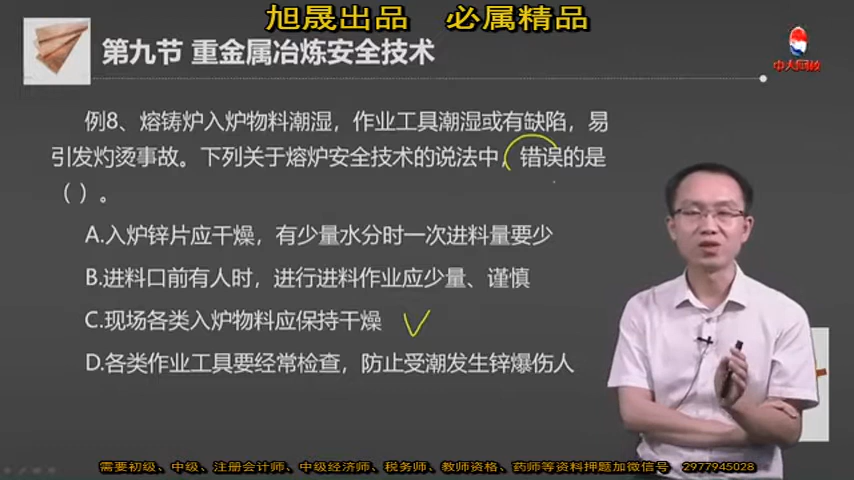 旭晟出品 必属精品
第九节 重金属冶炼安全技术
中大网校
例8、熔铸炉入炉物料潮湿，作业工具潮湿或有缺陷，易
引发灼烫事故。下列关于熔炉安全技术的说法中，错误的是
（ ）。
A.入炉锌片应干燥，有少量水分时一次进料量要少
B.进料口前有人时，进行进料作业应少量、谨慎
C.现场各类入炉物料应保持干燥
D.各类作业工具要经常检查，防止受潮发生锌爆伤人
需要初级、中级、注册会计师、中级经济师、税务师、教师资格、药师等资料押题加微信号 2977945028